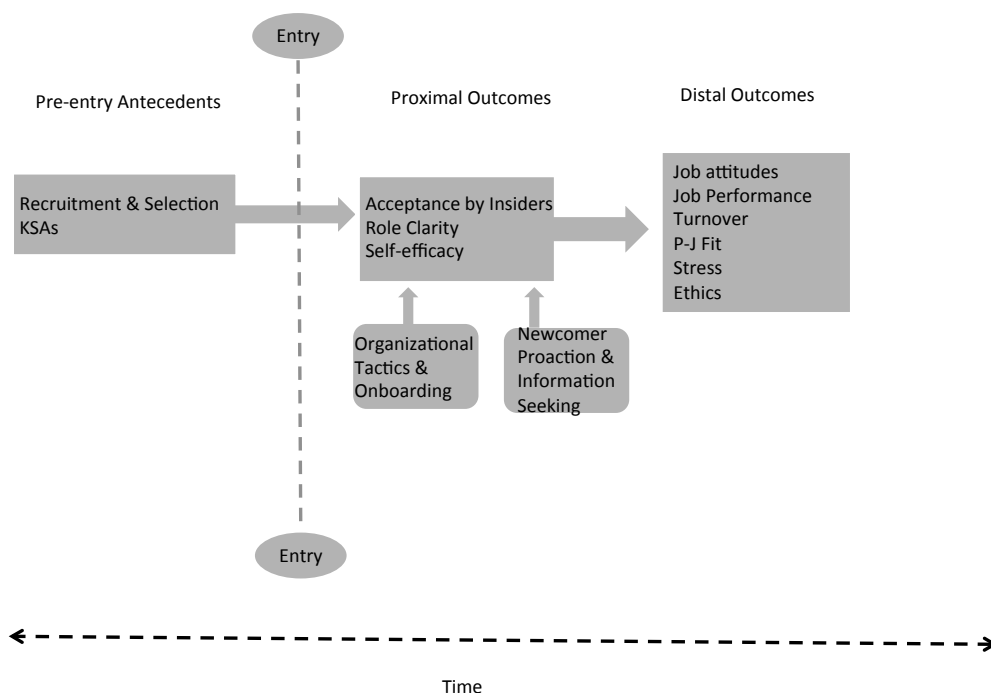 Entry
Pre-entry Antecedents
Proximal Outcomes
Distal Outcomes
Recruitment & Selection
KSAs
Acceptance by Insiders
Role Clarity
Self-efficacy
Job attitudes
Job Performance
Turnover
P-J Fit
Stress
Ethics
Organizational
Tactics &
Onboarding
Newcomer
Proaction &
Information
Seeking
Entry
Time